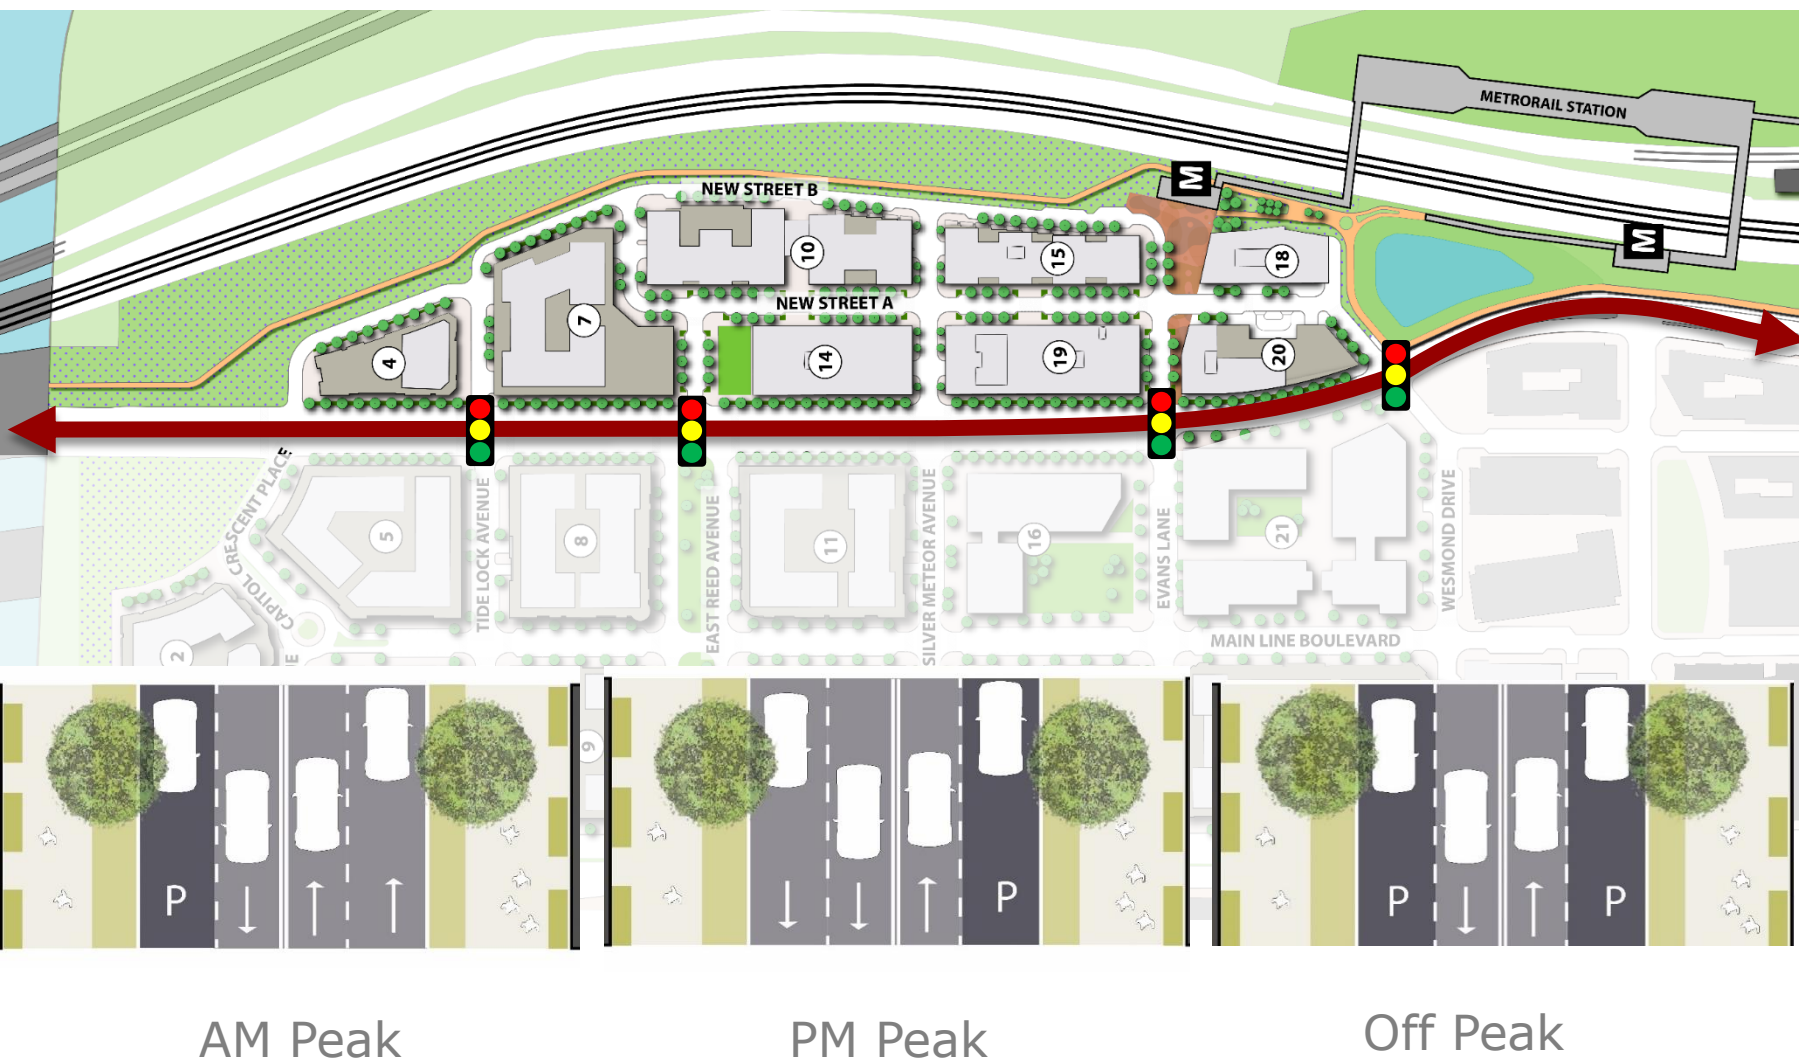 METRORAIL STATION
M
NEW STREET B
M
10
15
18
NEW STREET A
7
4
14
19
20
CAPITOL CRESCENT PLACE
TIDE LOCK AVENUE
EAST REED AVENUE
SILVER METEOR AVENUE
EVANS LANE
WESMOND DRIVE
5
8
11
16
21
MAIN LINE BOULEVARD
2
9
P
P
P
P
AM Peak
PM Peak
Off Peak